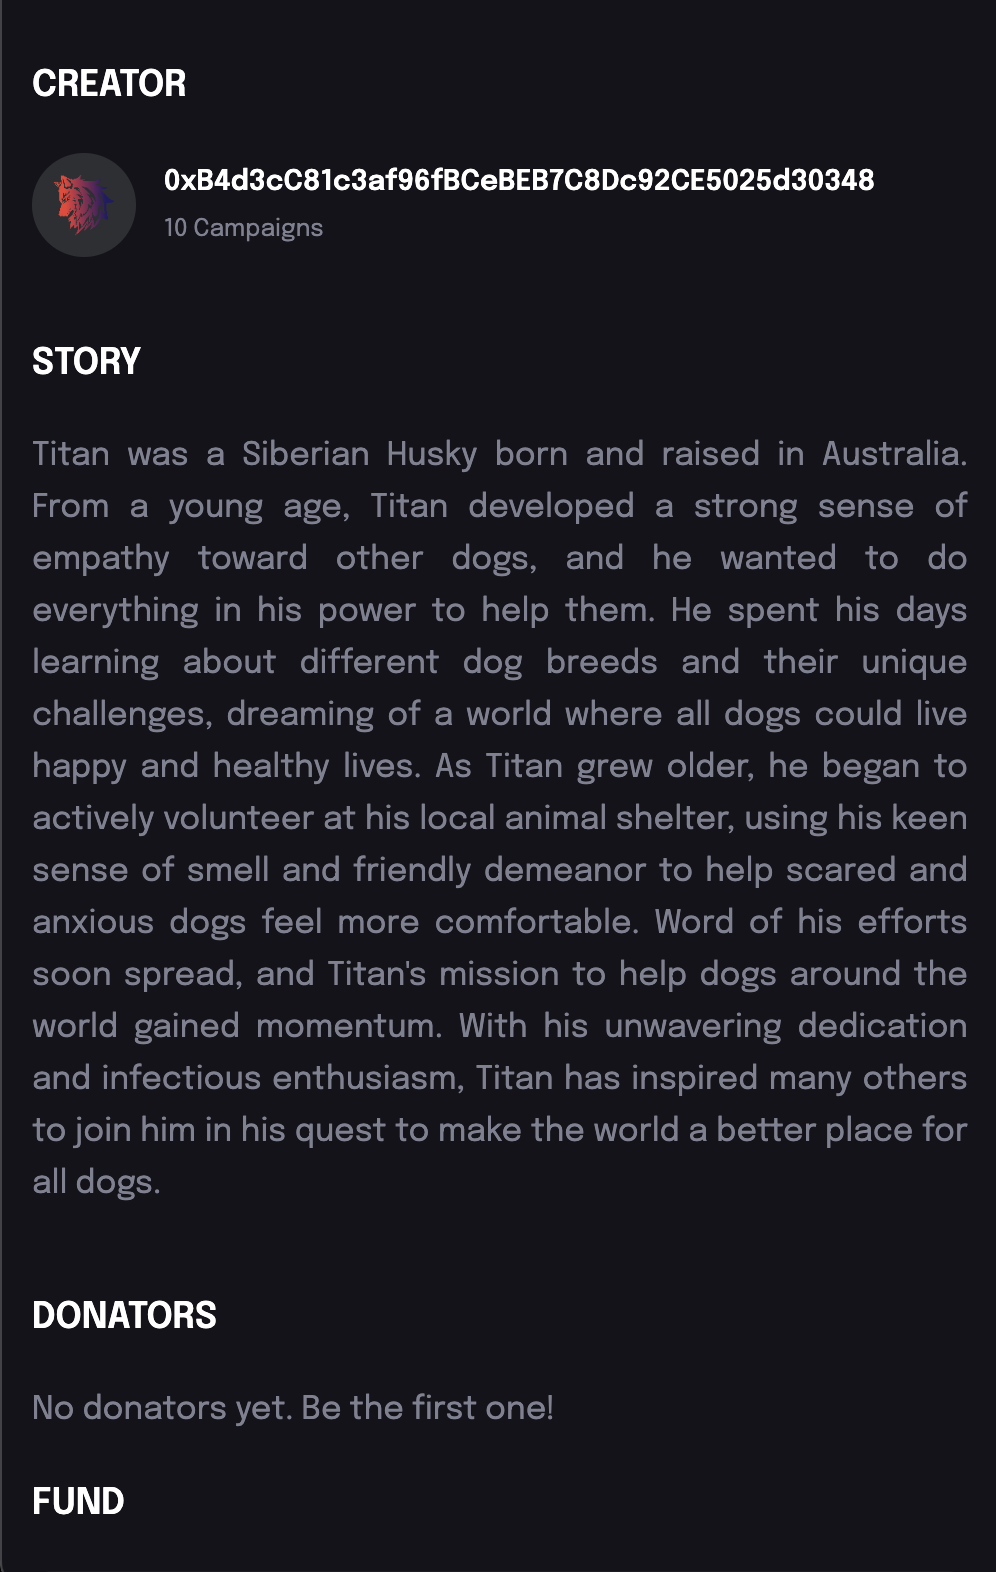 CREATOR
0xB4d3cC81c3af96fBCeBEB7C8Dc92CE5025d30348
10 Campaigns
STORY
Titan was a Siberian Husky born and raised in Australia.
From a young age, Titan developed a strong sense of
empathy toward other dogs, and he wanted to do
everything in his power to help them. He spent his days
learning about different dog breeds and their unique
challenges, dreaming of a world where all dogs could live
happy and healthy lives. As Titan grew older, he began to
actively volunteer at his local animal shelter, using his keen
sense of smell and friendly demeanor to help scared and
anxious dogs feel more comfortable. Word of his efforts
soon spread, and Titan's mission to help dogs around the
world gained momentum. With his unwavering dedication
and infectious enthusiasm, Titan has inspired many others
to join him in his quest to make the world a better place for
all dogs.
DONATORS
No donators yet. Be the first one!
FUND